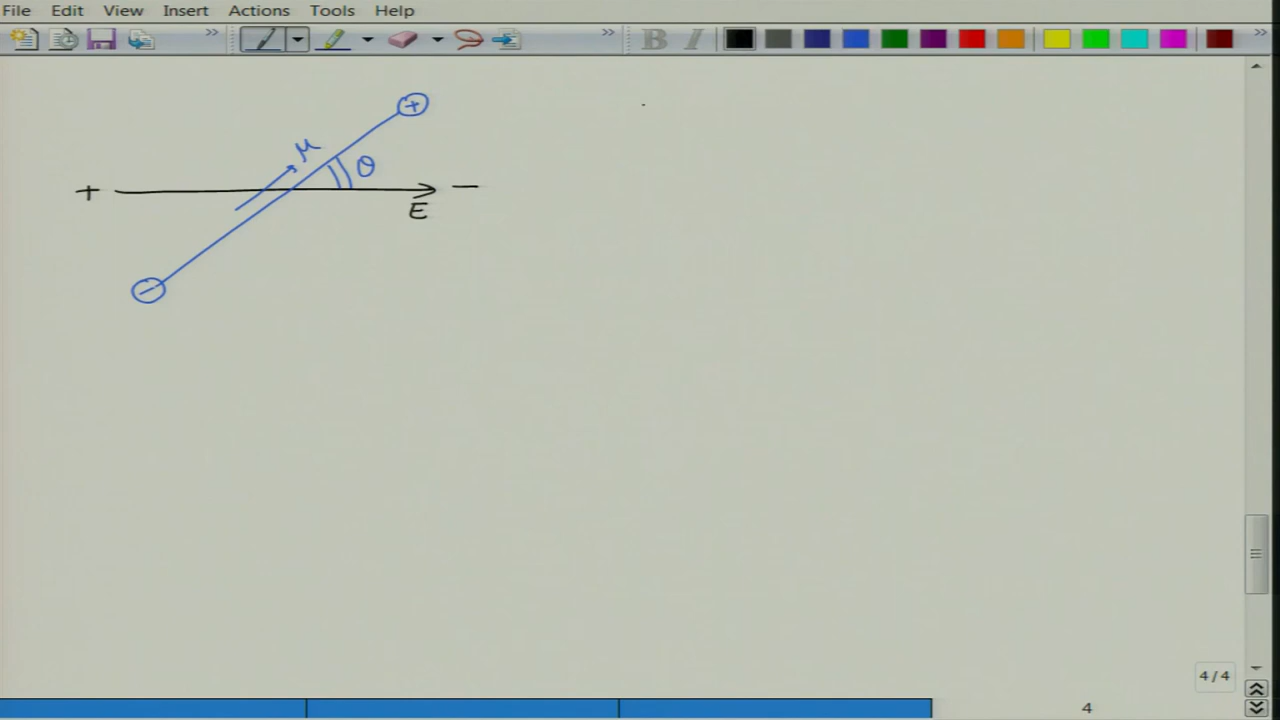 File Edit View Insert Actions Tools Help
B I
+
μ
θ
+ −
E
−
4 / 4
4